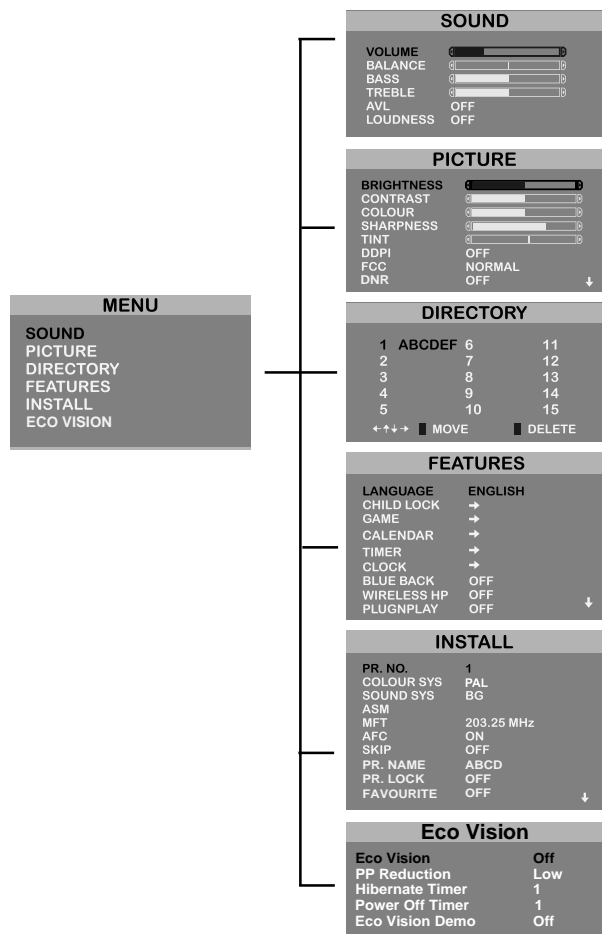 MENU
SOUND
PICTURE
DIRECTORY
FEATURES
INSTALL
ECO VISION
SOUND
VOLUME
BALANCE
BASS
TREBLE
AVL OFF
LOUDNESS OFF
PICTURE
BRIGHTNESS
CONTRAST
COLOUR
SHARPNESS
TINT
DDPI OFF
FCC NORMAL
DNR OFF
DIRECTORY
1 ABCDEF 6 11
2 7 12
3 8 13
4 9 14
5 10 15
MOVE DELETE
FEATURES
LANGUAGE ENGLISH
CHILD LOCK
GAME
CALENDAR
TIMER
CLOCK
BLUE BACK OFF
WIRELESS HP OFF
PLUGNPLAY OFF
INSTALL
PR. NO. 1
COLOUR SYS PAL
SOUND SYS BG
ASM
MFT 203.25 MHz
AFC ON
SKIP OFF
PR. NAME ABCD
PR. LOCK OFF
FAVOURITE OFF
Eco Vision
Eco Vision Off
PP Reduction Low
Hibernate Timer 1
Power Off Timer 1
Eco Vision Demo Off